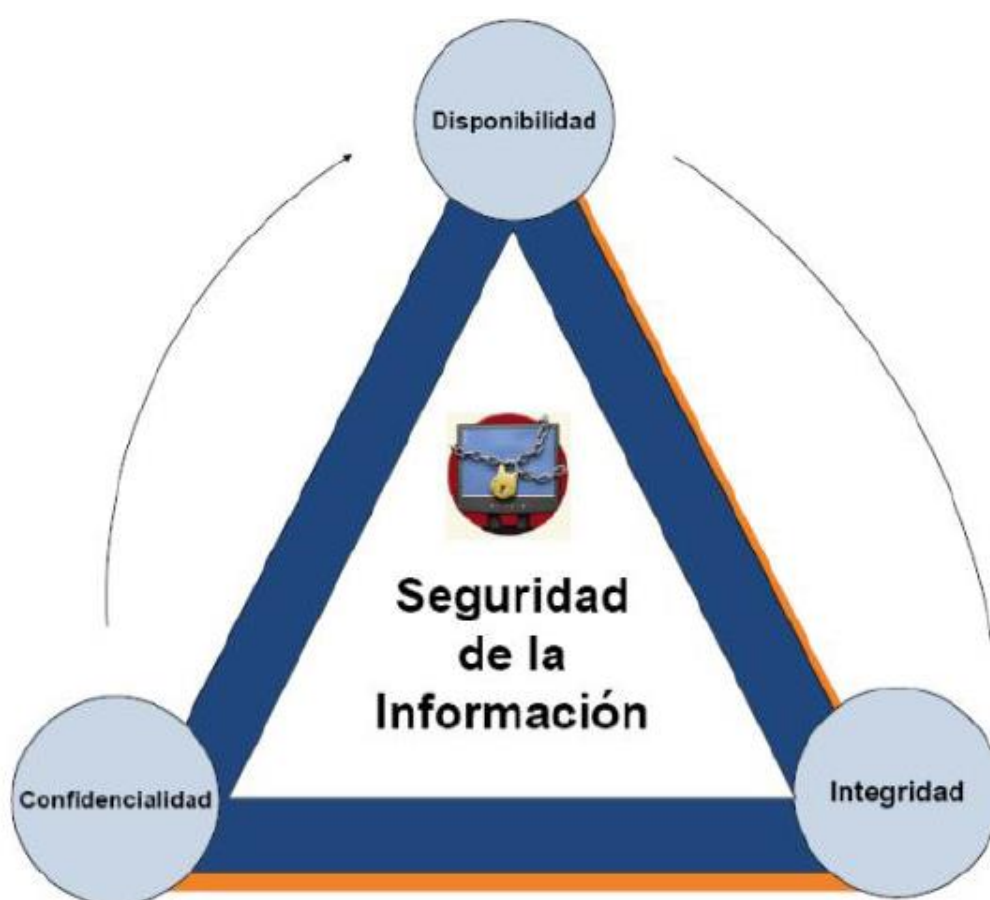 Disponibilidad
Seguridad
de la
Información
Confidencialidad
Integridad